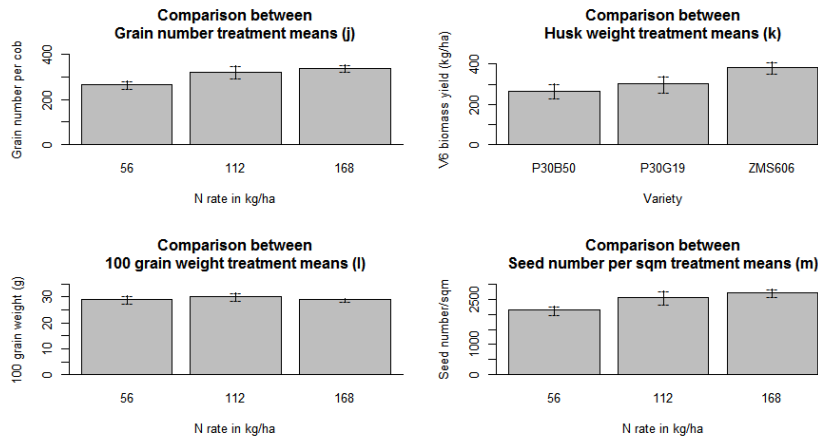 Comparison between
Grain number treatment means (j)
Grain number per cob
400
200
0
56 112 168
N rate in kg/ha
Comparison between
Husk weight treatment means (k)
V6 biomass yield (kg/ha)
400
200
0
P30B50 P30G19 ZMS606
Variety
Comparison between
100 grain weight treatment means (l)
100 grain weight (g)
30
20
10
0
56 112 168
N rate in kg/ha
Comparison between
Seed number per sqm treatment means (m)
Seed number/sqm
2500
1000
0
56 112 168
N rate in kg/ha